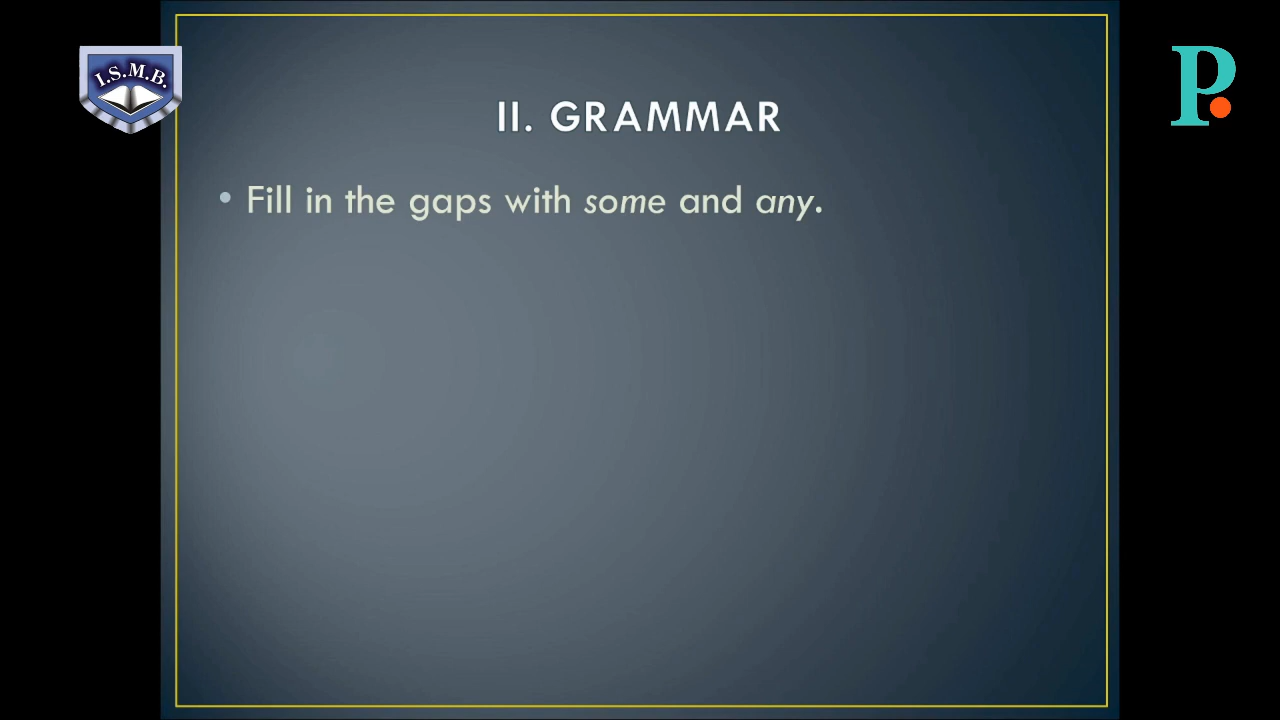 I.S.M.B.
P.
II. GRAMMAR
• Fill in the gaps with some and any.